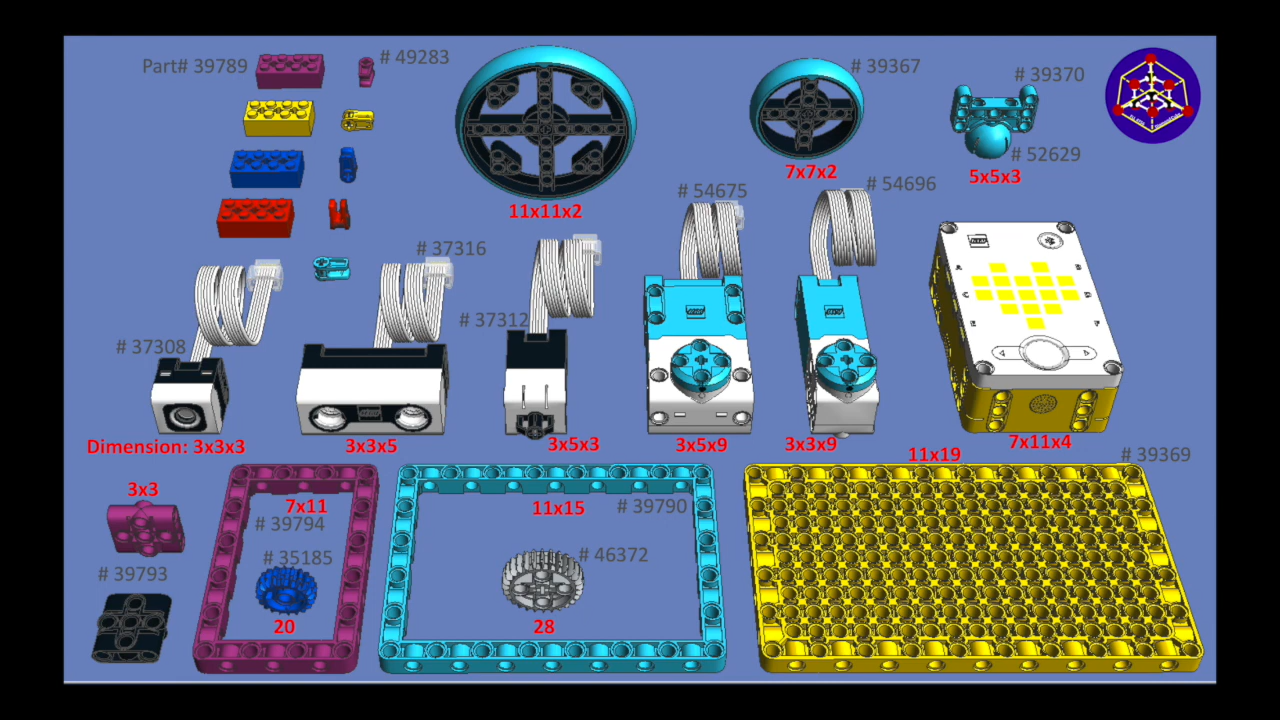 Part# 39789
# 49283
# 39367
# 39370
# 52629
7x7x2
5x5x3
11x11x2
# 54675
# 54696
# 37316
# 37312
# 37308
A
B
C
D
E
F
Dimension: 3x3x3
3x3x5
3x5x3
3x5x9
3x3x9
7x11x4
11x19
# 39369
3x3
7x11
# 39794
11x15
# 39790
# 35185
# 46372
# 39793
20
28